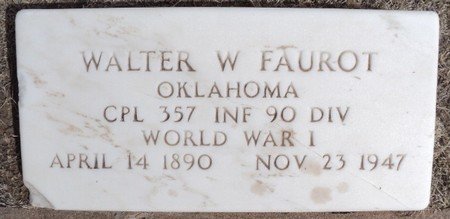 WALTER W FAUROT
OKLAHOMA
CPL 357 INF 90 DIV
WORLD WAR I
APRIL 14 1890 NOV 23 1947